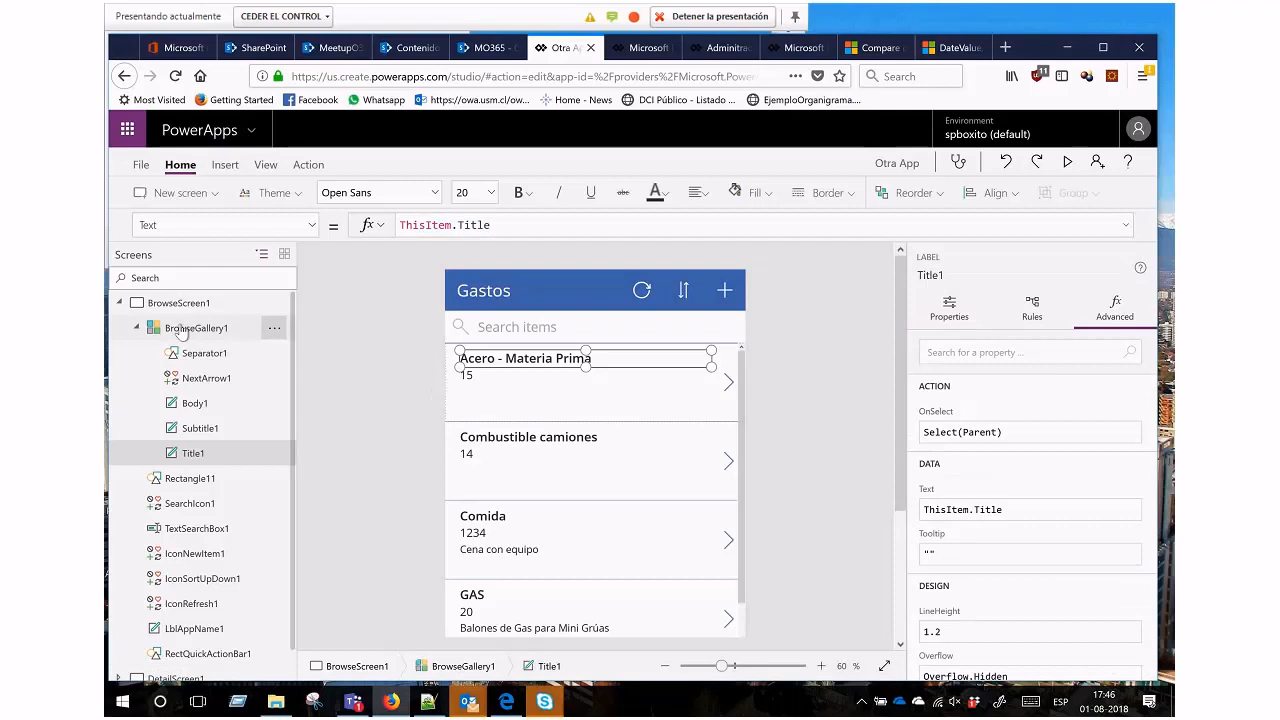 Presentando actualmente
CEDER EL CONTROL
Detener la presentación
Microsoft
SharePoint
MeetupO3
Contenido
MO365 -
Otra Ap
Microsoft
Adminitrac
Microsoft
Compare
DateValue,
https://us.create.powerapps.com/studio/#action=edit&app-id=%2Fproviders%2FMicrosoft.Power
Search
Most Visited
Getting Started
Facebook
Whatsapp
https://owa.usm.cl/ow...
Home - News
DCI Público - Listado ...
EjemploOrganigrama....
PowerApps
Environment
spboxito (default)
File
Home
Insert
View
Action
Otra App
New screen
Theme
Open Sans
20
B
Fill
Border
Reorder
Align
Group
Text
=
fx
ThisItem.Title
Screens
Search
BrowseScreen1
BrowseGallery1
Separator1
NextArrow1
Body1
Subtitle1
Title1
Rectangle11
SearchIcon1
TextSearchBox1
IconNewItem1
IconSortUpDown1
IconRefresh1
LblAppName1
RectQuickActionBar1
DetailScreen1
Gastos
Search items
Acero - Materia Prima
15
Combustible camiones
14
Comida
1234
Cena con equipo
GAS
20
Balones de Gas para Mini Grúas
BrowseScreen1
BrowseGallery1
Title1
60 %
LABEL
Title1
Properties
Rules
Advanced
Search for a property ...
ACTION
OnSelect
Select(Parent)
DATA
Text
ThisItem.Title
Tooltip
""
DESIGN
LineHeight
1.2
Overflow
Overflow.Hidden
ESP
17:46
01-08-2018